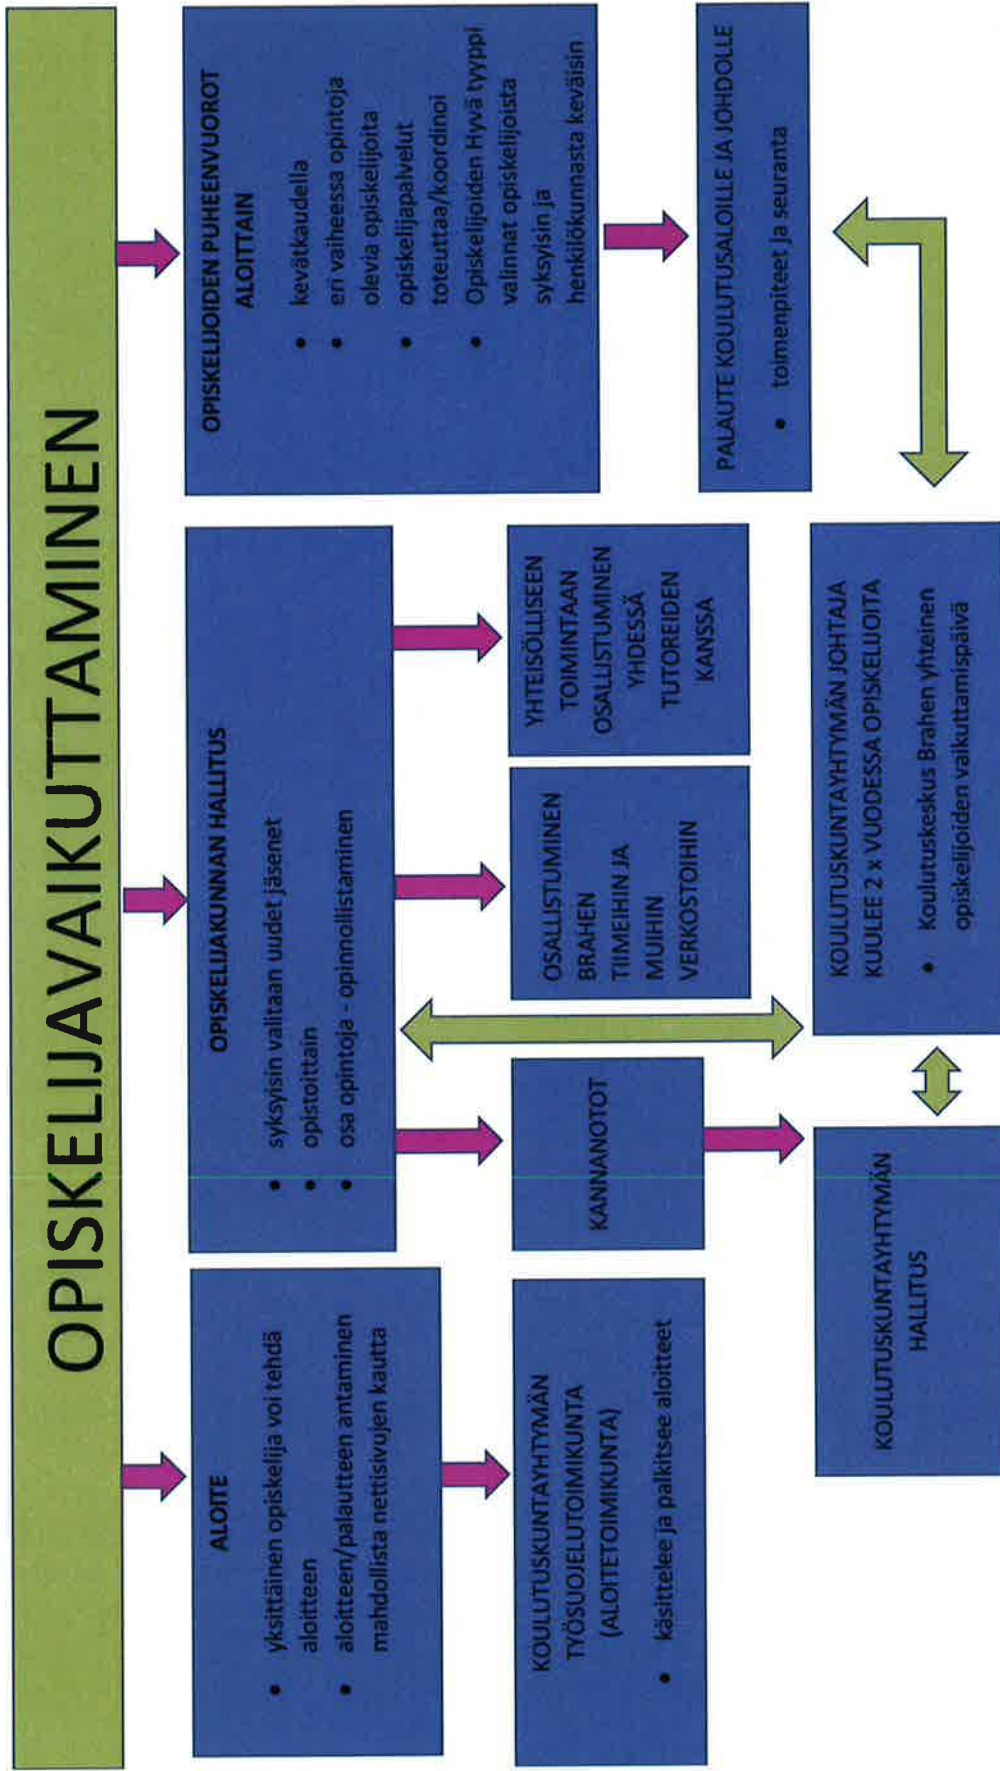 OPISKELIJAVAIKUTTAMINEN
ALOITE
• yksittäinen opiskelija voi tehdä
aloitteen
• aloitteen/palautteen antaminen
mahdollista nettisivujen kautta
KOULUTUSKUNTAYHTYMÄN
TYÖSUOJELUTOIMIKUNTA
(ALOITETOIMIKUNTA)
• käsittelee ja palkitsee aloitteet
OPISKELIJAKUNNAN HALLITUS
• syksyisin valitaan uudet jäsenet
• opistoittain
• osa opintoja - opinnollistaminen
KANNANOTOT
OSALLISTUMINEN
BRAHEN
TIIMEIHIN JA
MUIHIN
VERKOSTOIHIN
YHTEISÖLLISEEN
TOIMINTAAN
OSALLISTUMINEN
YHDESSÄ
TUTOREIDEN
KANSSA
KOULUTUSKUNTAYHTYMÄN
HALLITUS
KOULUTUSKUNTAYHTYMÄN JOHTAJA
KUULEE 2 x VUODESSA OPISKELIJOITA
• Koulutuskeskus Brahen yhteinen
opiskelijoiden vaikuttamispäivä
OPISKELIJOIDEN PUHEENVUOROT
ALOITTAIN
• kevätkaudella
• eri vaiheessa opintoja
olevia opiskelijoita
• opiskelijapalvelut
toteuttaa/koordinoi
• Opiskelijoiden Hyvä tyyppi
valinnat opiskelijoista
syksyisin ja
henkilökunnasta keväisin
PALAUTE KOULUTUSALOILLE JA JOHDOLLE
• toimenpiteet ja seuranta